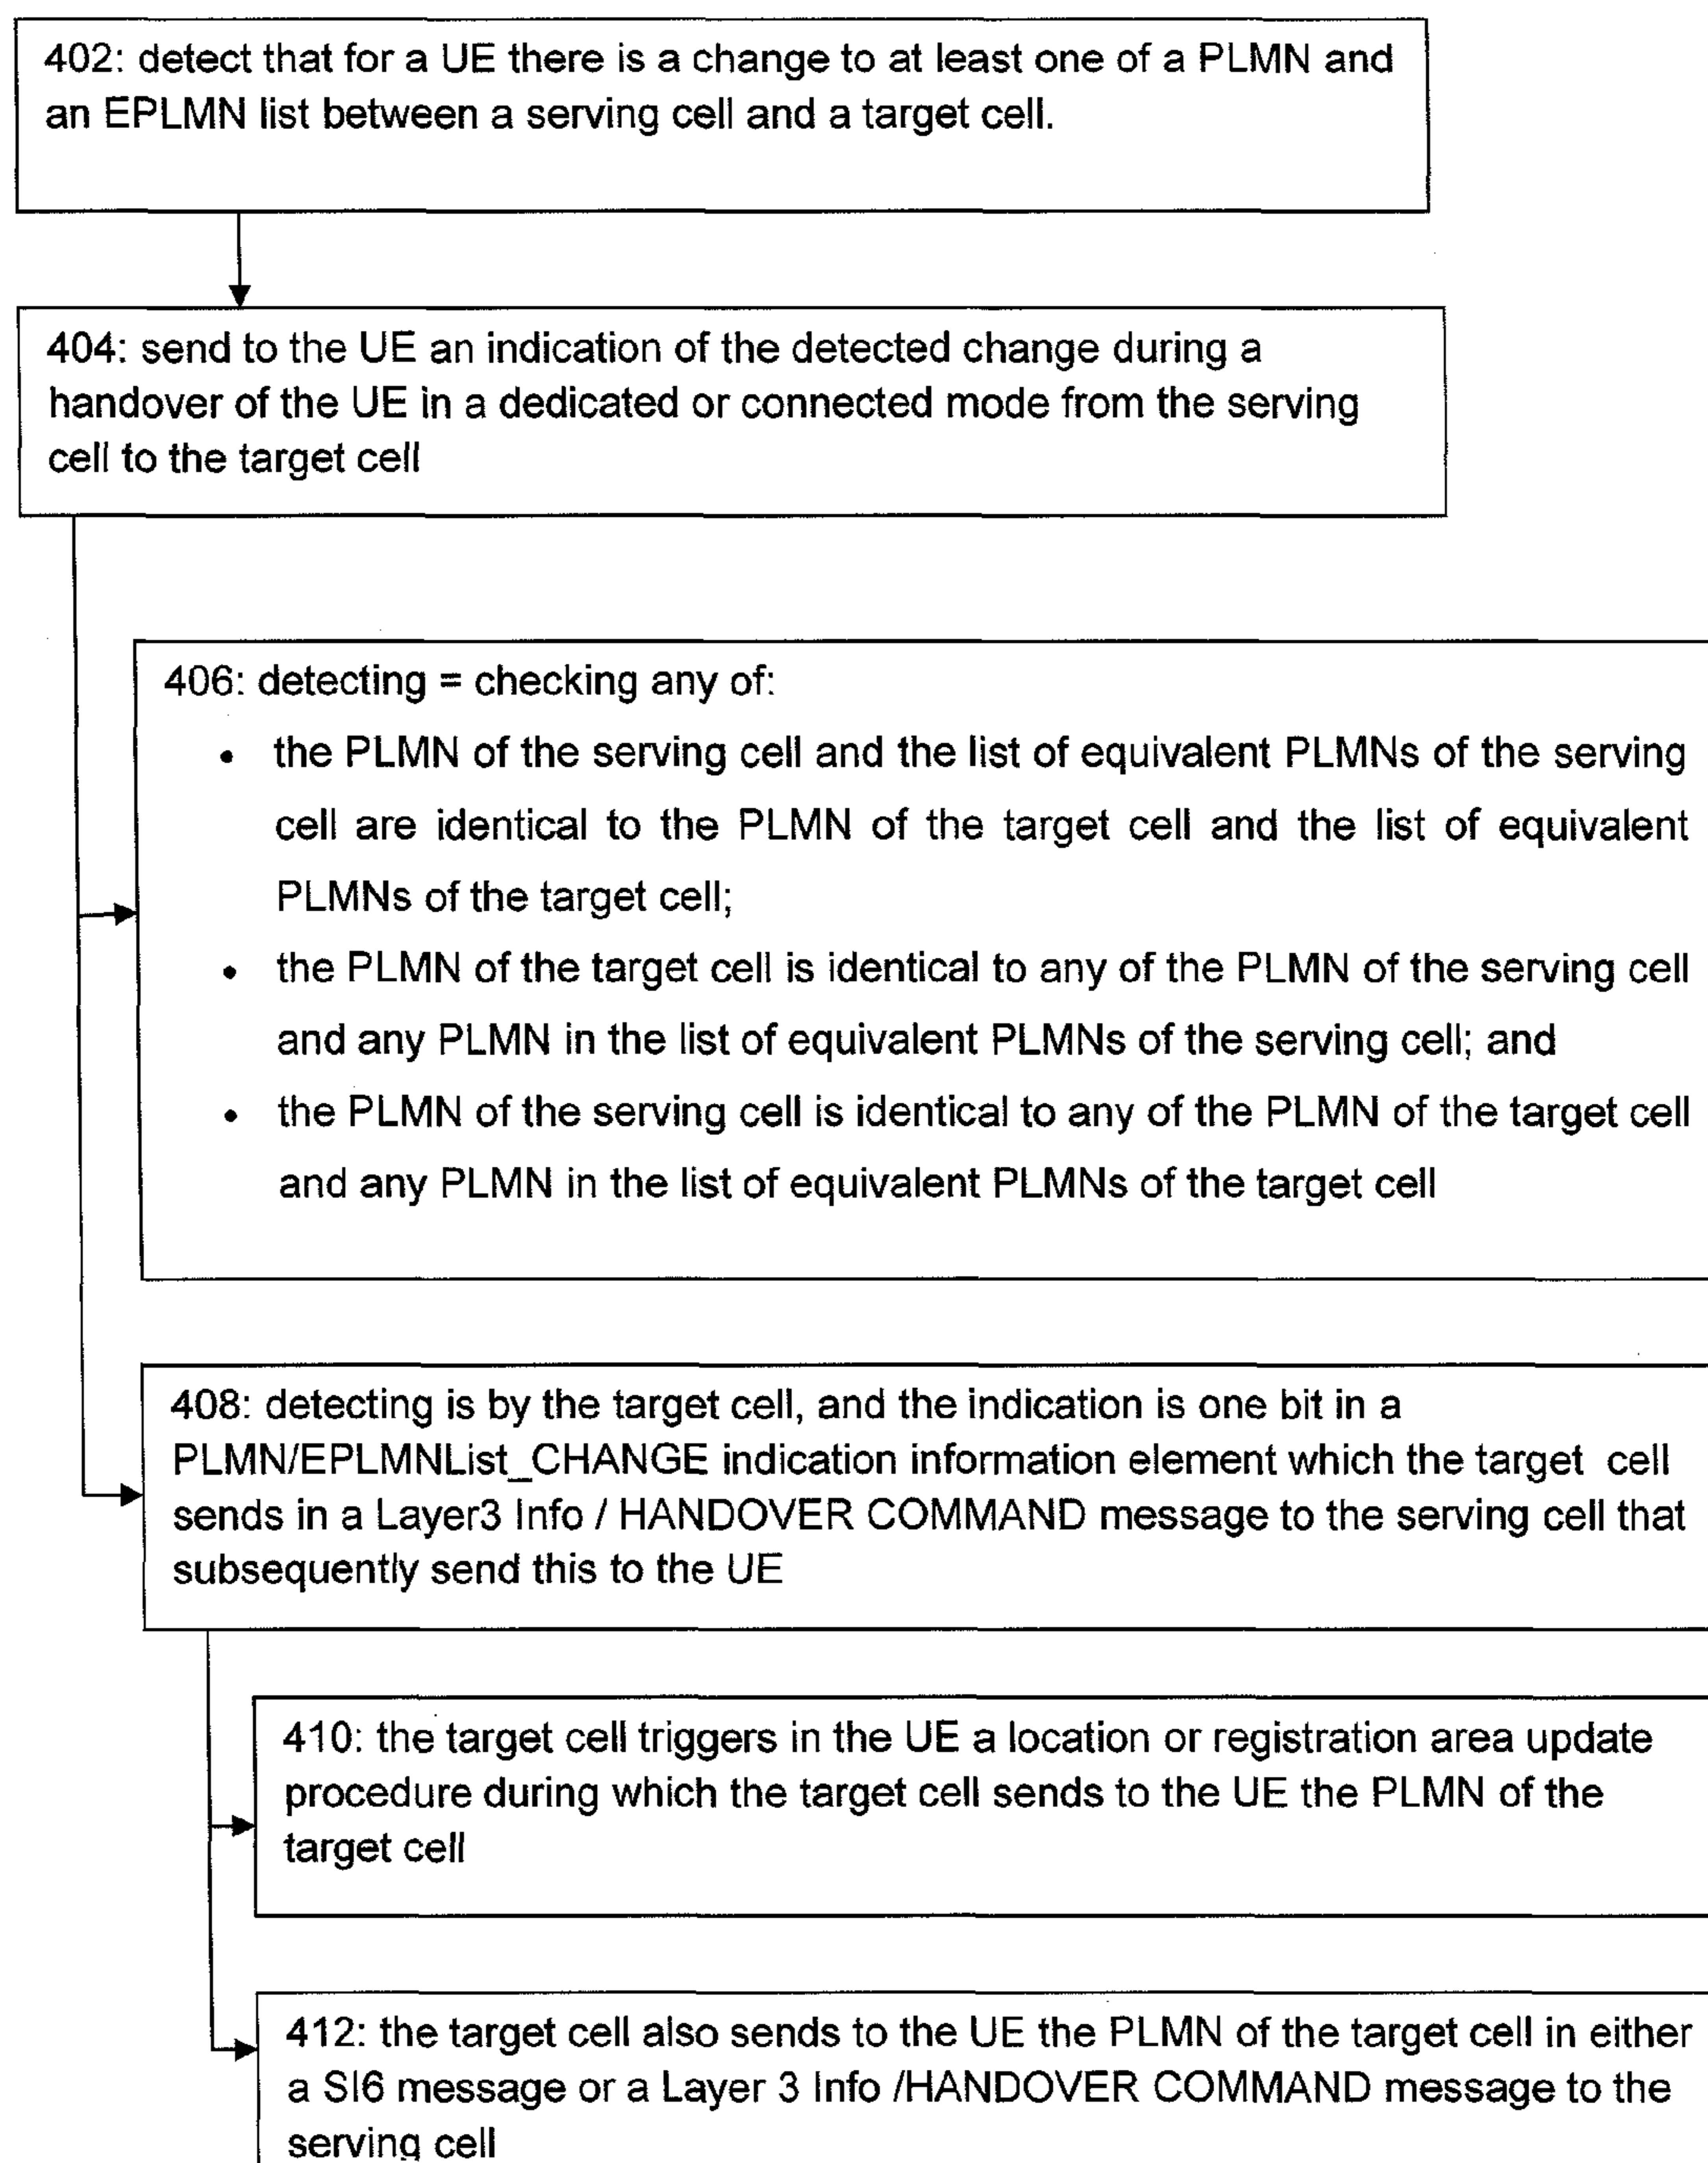 402: detect that for a UE there is a change to at least one of a PLMN and
an EPLMN list between a serving cell and a target cell.
404: send to the UE an indication of the detected change during a
handover of the UE in a dedicated or connected mode from the serving
cell to the target cell
406: detecting = checking any of:
• the PLMN of the serving cell and the list of equivalent PLMNs of the serving
cell are identical to the PLMN of the target cell and the list of equivalent
PLMNs of the target cell;
• the PLMN of the target cell is identical to any of the PLMN of the serving cell
and any PLMN in the list of equivalent PLMNs of the serving cell; and
• the PLMN of the serving cell is identical to any of the PLMN of the target cell
and any PLMN in the list of equivalent PLMNs of the target cell
408: detecting is by the target cell, and the indication is one bit in a
PLMN/EPLMNList_CHANGE indication information element which the target cell
sends in a Layer3 Info / HANDOVER COMMAND message to the serving cell that
subsequently send this to the UE
410: the target cell triggers in the UE a location or registration area update
procedure during which the target cell sends to the UE the PLMN of the
target cell
412: the target cell also sends to the UE the PLMN of the target cell in either
a SI6 message or a Layer 3 Info /HANDOVER COMMAND message to the
serving cell